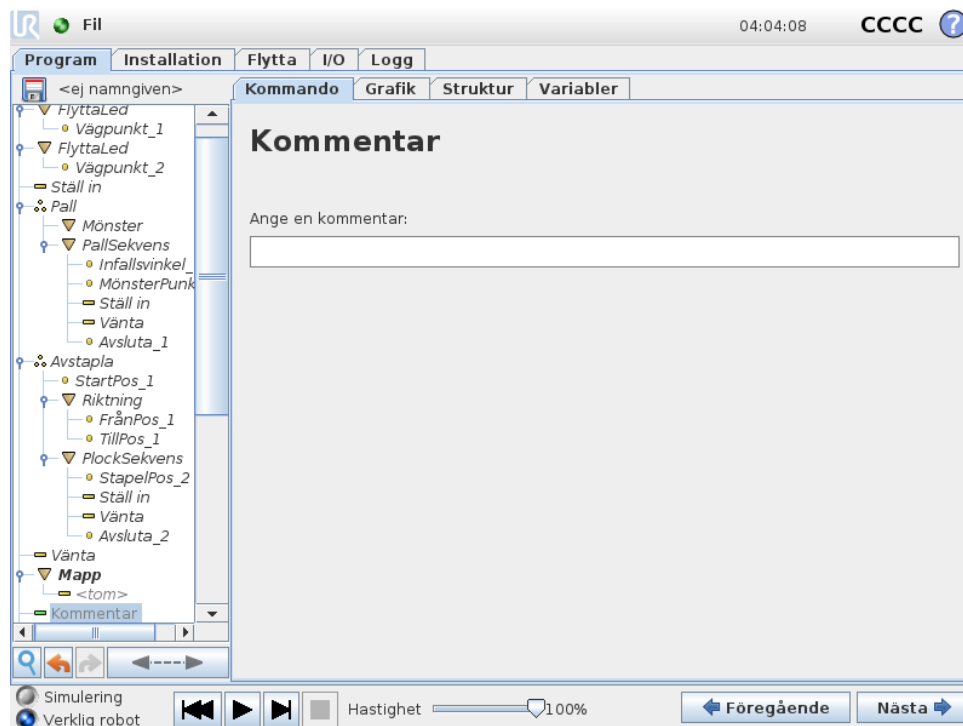 UR Fil 04:04:08 CCCC ?
Program Installation Flytta I/O Logg
<ej namngiven> Kommando Grafik Struktur Variabler
FlyttaLed
Vägpunkt_1
FlyttaLed
Vägpunkt_2
Ställ in
Pall
Mönster
PallSekvens
Infallsvinkel_
MönsterPunk
Ställ in
Vänta
Avsluta_1
Avstapla
StartPos_1
Riktning
FrånPos_1
TillPos_1
PlockSekvens
StapelPos_2
Ställ in
Vänta
Avsluta_2
Vänta
Mapp
<tom>
Kommentar
Kommentar
Ange en kommentar:
Simulering
Verklig robot
Hastighet 100% Föregående Nästa